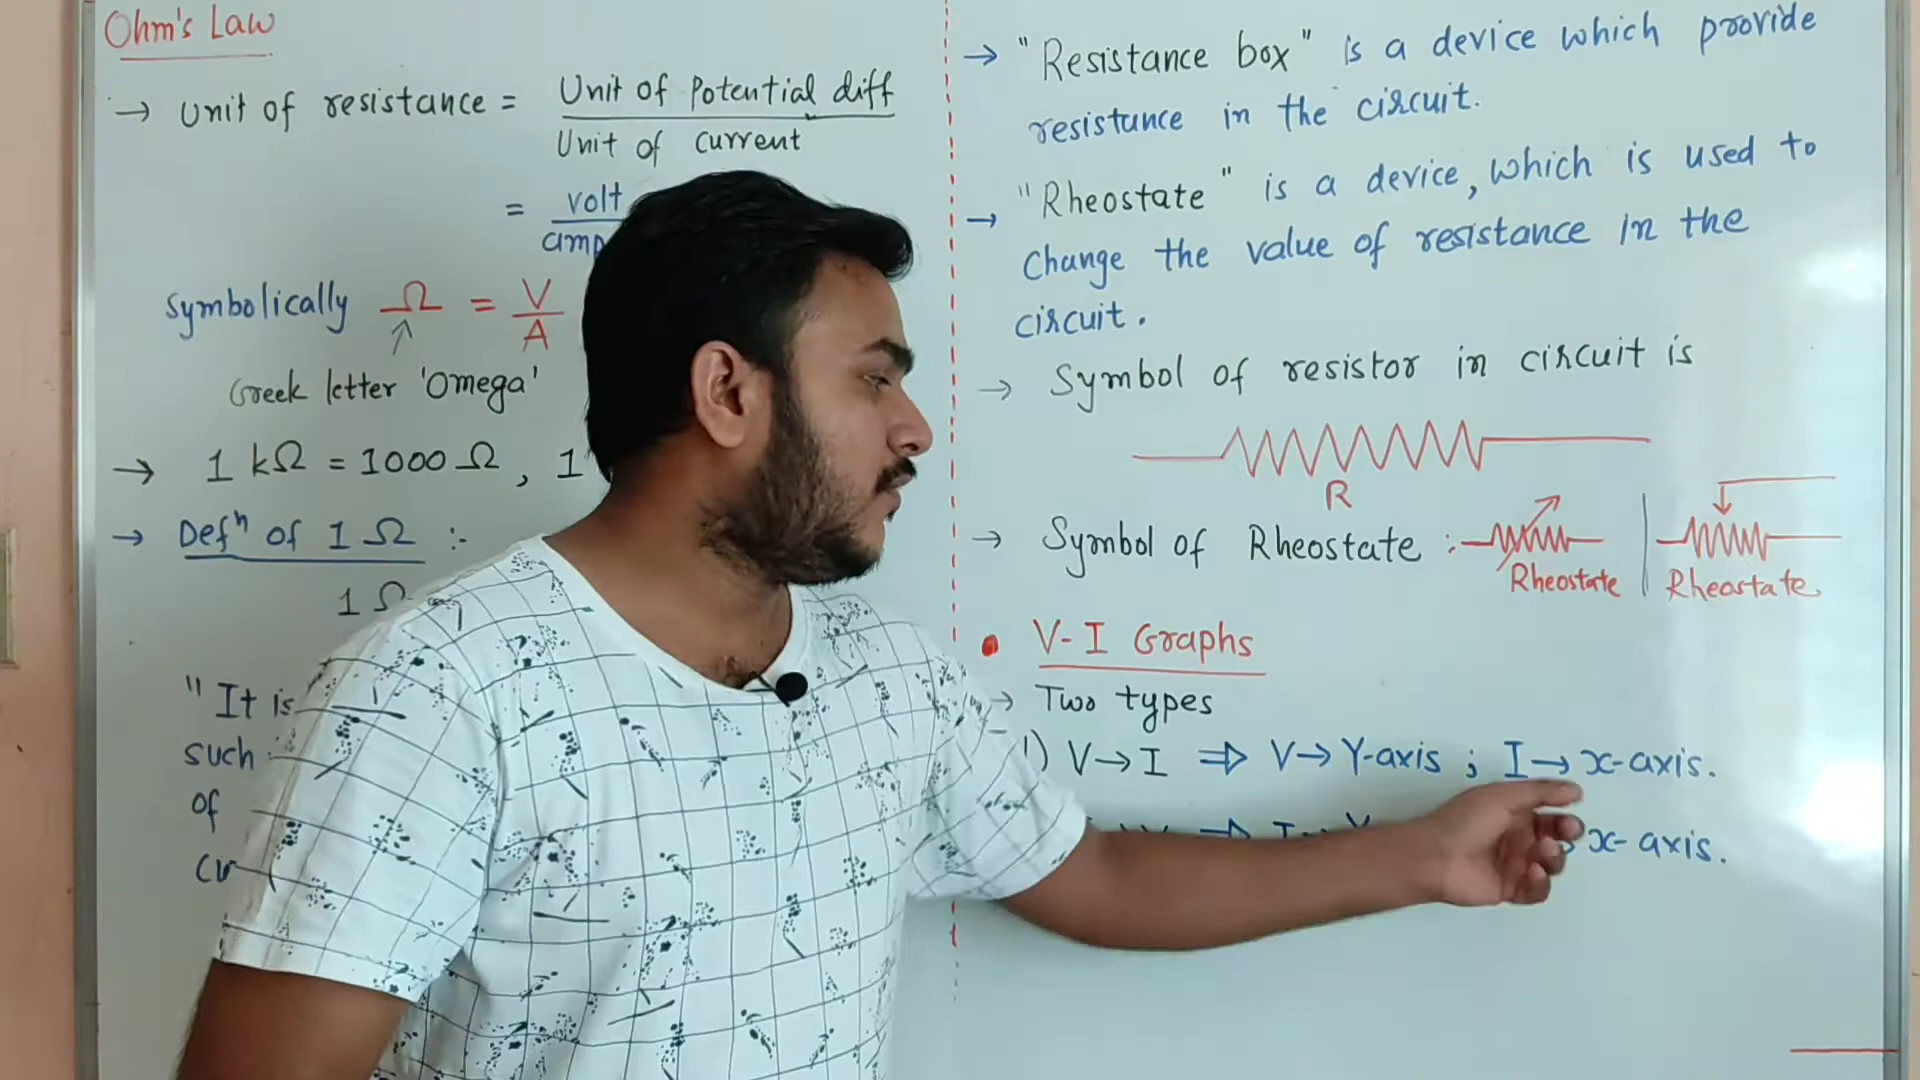 Ohm's Law
→ Unit of resistance = Unit of Potential diff
Unit of current
= volt
Symbolically Ω = V
A
Greek letter 'Omega'
→ 1 kΩ = 1000 Ω , 1
→ Defⁿ of 1 Ω :-
1 Ω
" It is
such
of
→ "Resistance box" is a device which provide
resistance in the circuit.
→ "Rheostate" is a device, which is used to
Change the value of resistance in the
circuit.
→ Symbol of resistor in circuit is
R
→ Symbol of Rheostate :-
Rheostate | Rheostate
• V-I Graphs
→ Two types
1) V→I ⇒ V→Y-axis ; I→x-axis.
x-axis.